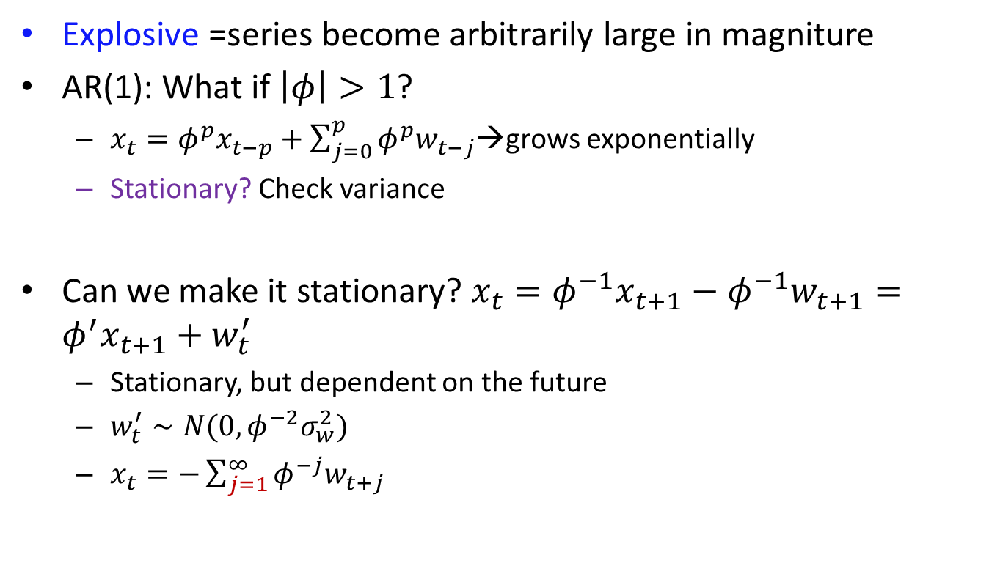 • Explosive =series become arbitrarily large in magniture
• AR(1): What if |ϕ| > 1?
– $x_t = \phi^p x_{t-p} + \sum_{j=0}^{p} \phi^p w_{t-j}$→grows exponentially
– Stationary? Check variance
• Can we make it stationary? $x_t = \phi^{-1} x_{t+1} - \phi^{-1} w_{t+1} =$
$\phi' x_{t+1} + w_t'$
– Stationary, but dependent on the future
– $w_t' \sim N(0, \phi^{-2} \sigma_w^2)$
– $x_t = -\sum_{j=1}^{\infty} \phi^{-j} w_{t+j}$